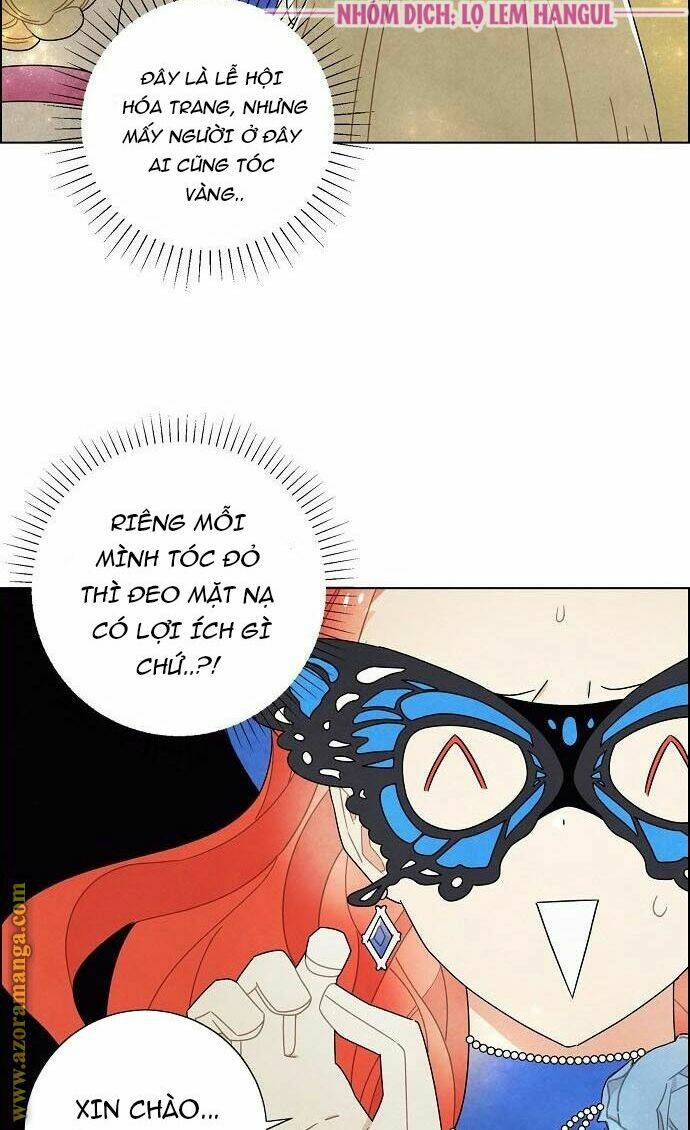 NHÓM DỊCH: LỌ LEM HANGUL
ĐÂY LÀ LỄ HỘI
HÓA TRANG, NHƯNG
MẤY NGƯỜI Ở ĐÂY
AI CŨNG TÓC
VÀNG..
RIÊNG MỖI
MÌNH TÓC ĐỎ
THÌ ĐEO MẶT NẠ
CÓ LỢI ÍCH GÌ
CHỨ..?!
www.azoramanga.com
XIN CHÀO...